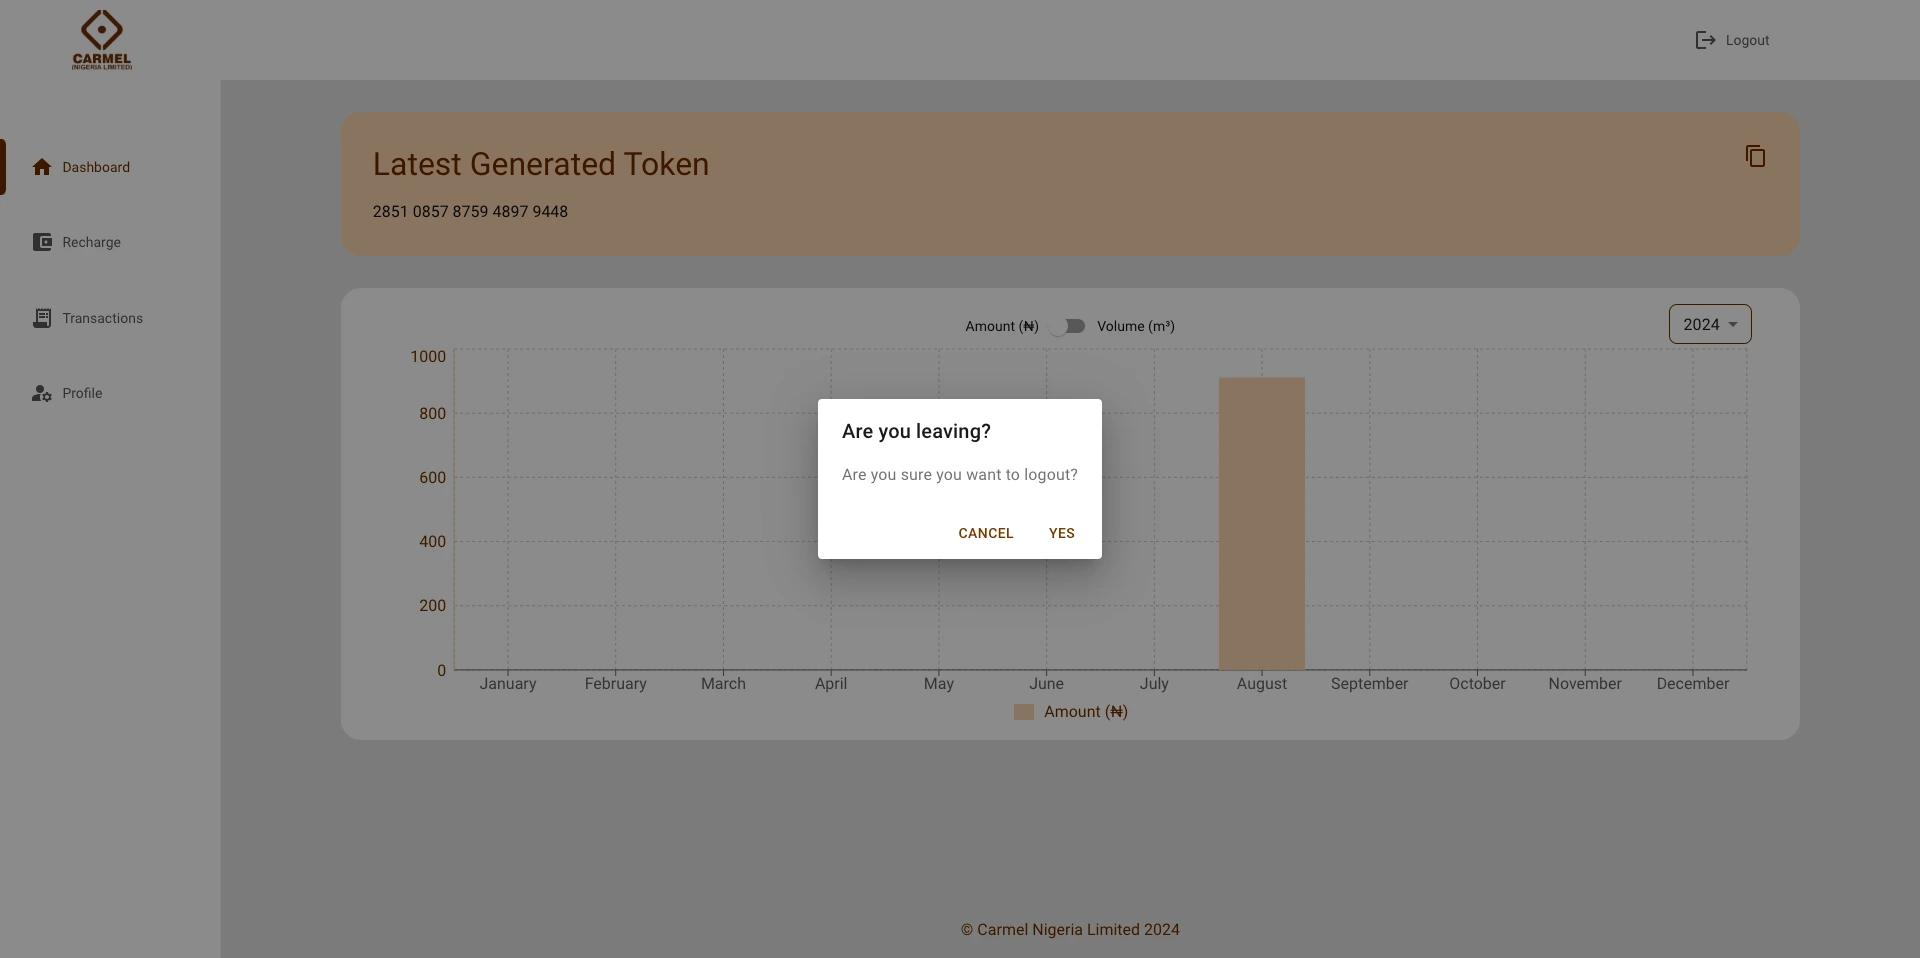 CARMEL
(NIGERIA LIMITED)
Logout
Dashboard
Recharge
Transactions
Profile
Latest Generated Token
2851 0857 8759 4897 9448
Amount (₦) Volume (m³)
2024
1000
800
600
400
200
0
January February March April May June July August September October November December
Amount (₦)
Are you leaving?
Are you sure you want to logout?
CANCEL YES
© Carmel Nigeria Limited 2024